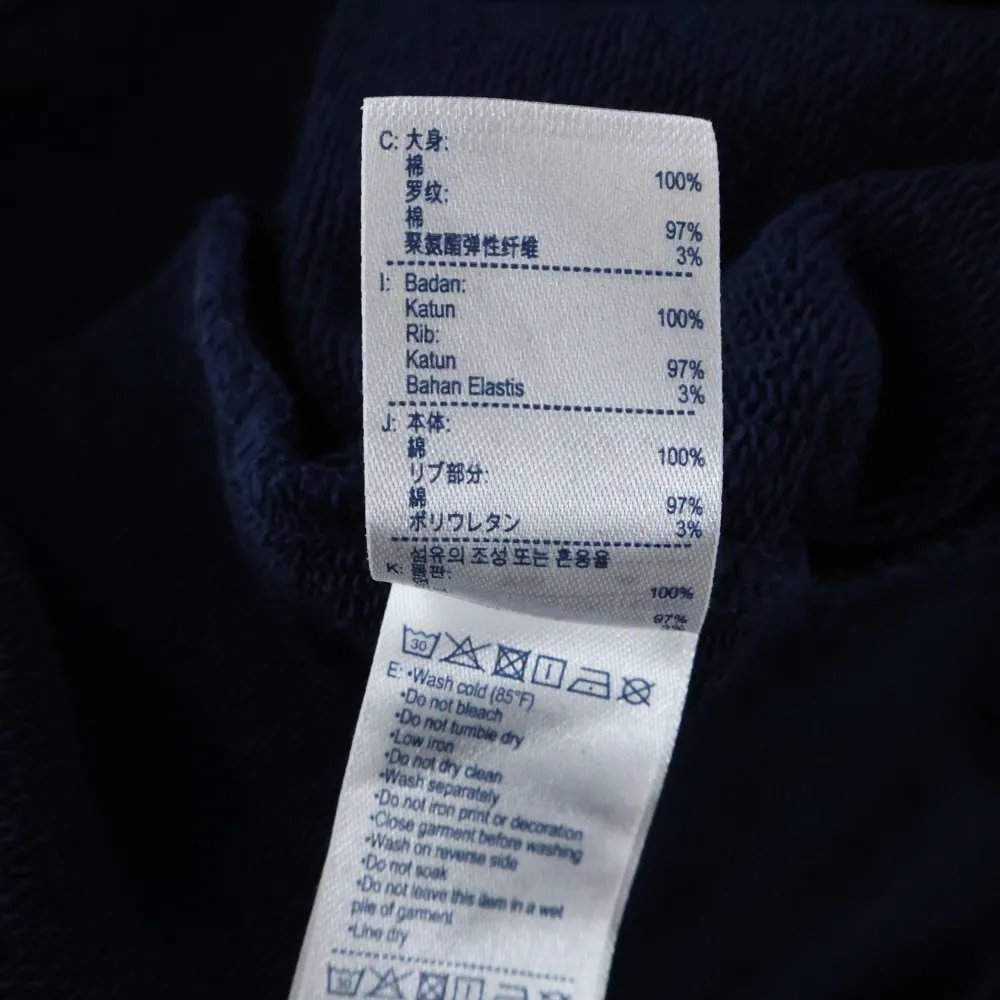 C: 大身:
棉 100%
罗纹:
棉 97%
聚氨酯弹性纤维 3%
I: Badan:
Katun 100%
Rib:
Katun 97%
Bahan Elastis 3%
J: 本体:
綿 100%
リブ部分:
綿 97%
ポリウレタン 3%
섬유의 조성 또는 혼용율
K: 100%
97%
30
E: •Wash cold (85°F)
•Do not bleach
•Do not tumble dry
•Low iron
•Do not dry clean
•Wash separately
•Do not iron print or decoration
•Close garment before washing
•Wash on reverse side
•Do not soak
•Do not leave this item in a wet
pile of garment
•Line dry
30